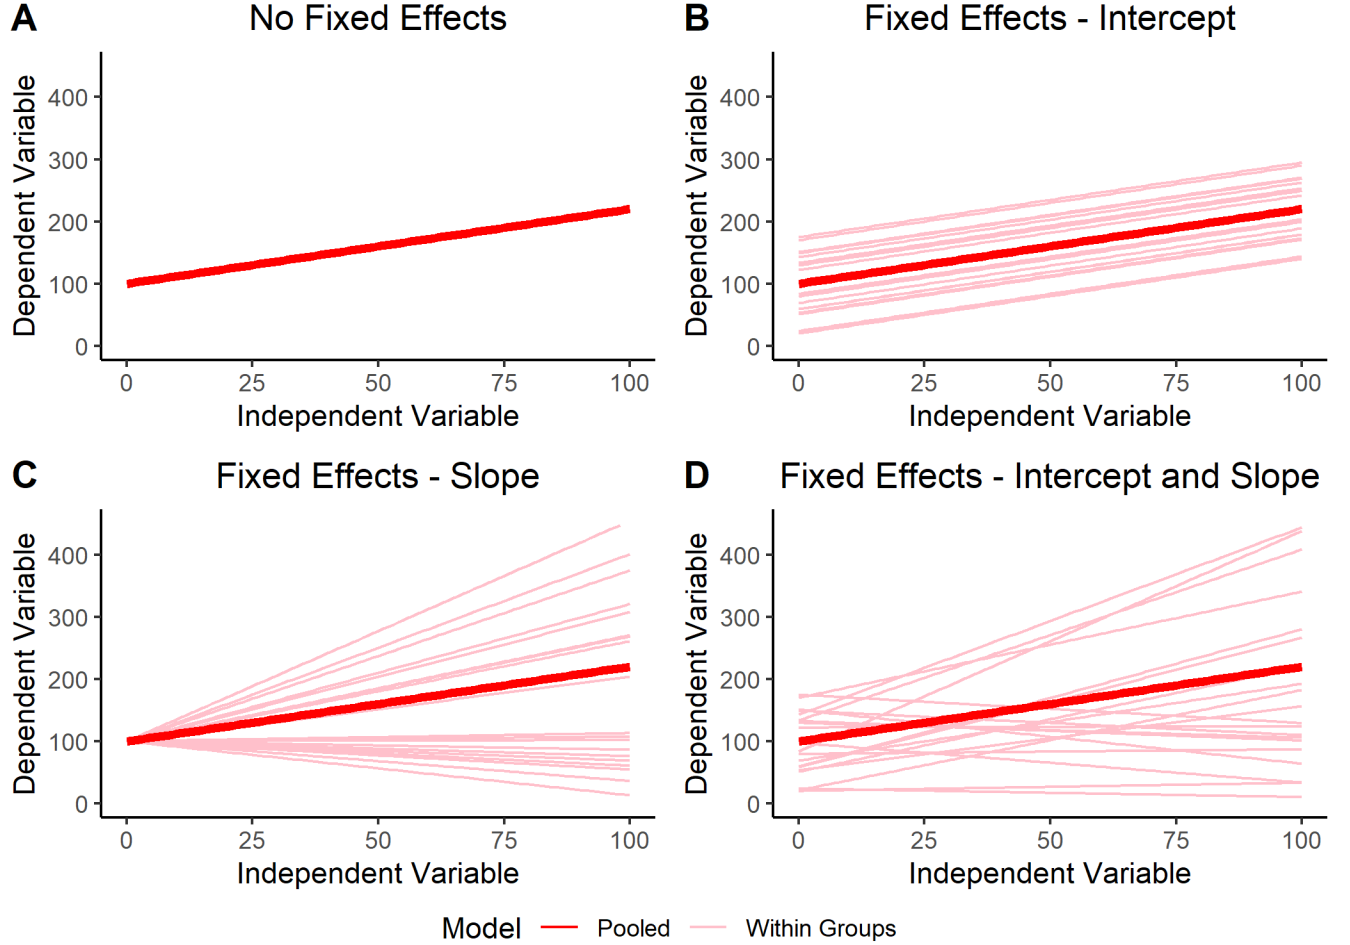 A No Fixed Effects
Dependent Variable
400
300
200
100
0
0 25 50 75 100
Independent Variable
B Fixed Effects - Intercept
Dependent Variable
400
300
200
100
0
0 25 50 75 100
Independent Variable
C Fixed Effects - Slope
Dependent Variable
400
300
200
100
0
0 25 50 75 100
Independent Variable
D Fixed Effects - Intercept and Slope
Dependent Variable
400
300
200
100
0
0 25 50 75 100
Independent Variable
Model Pooled Within Groups